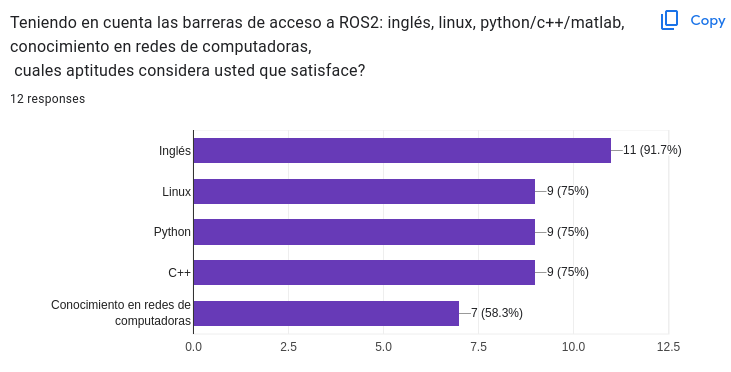 Teniendo en cuenta las barreras de acceso a ROS2: inglés, linux, python/c++/matlab,
Copy
conocimiento en redes de computadoras,
cuales aptitudes considera usted que satisface?
12 responses
Inglés
11 (91.7%)
Linux
9 (75%)
Python
9 (75%)
C++
9 (75%)
Conocimiento en redes de
computadoras
7 (58.3%)
0.0 2.5 5.0 7.5 10.0 12.5